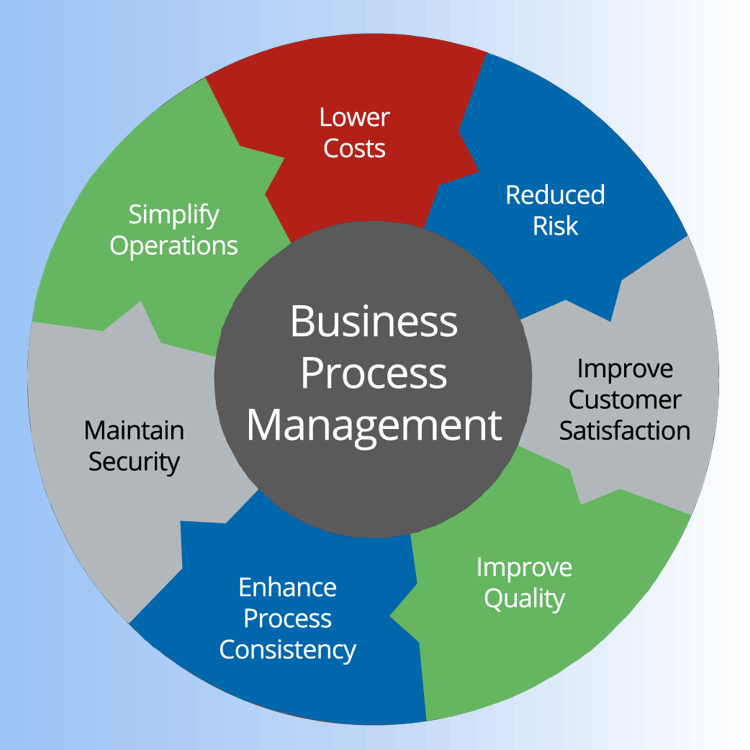 Lower
Costs
Reduced
Risk
Improve
Customer
Satisfaction
Improve
Quality
Enhance
Process
Consistency
Maintain
Security
Simplify
Operations
Business
Process
Management